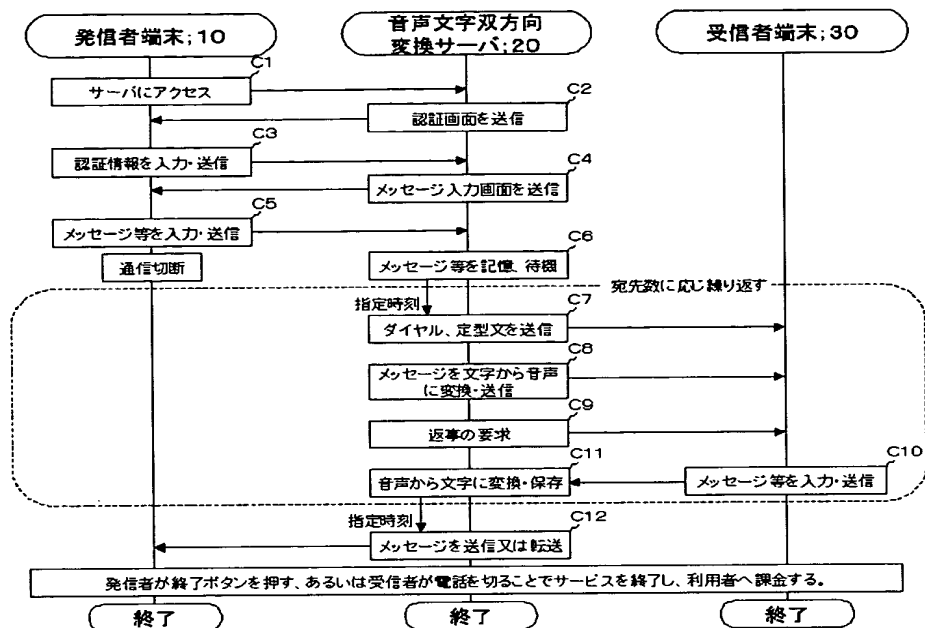 発信者端末;10
音声文字双方向
変換サーバ;20
受信者端末;30
C1
サーバにアクセス
C2
認証画面を送信
C3
認証情報を入力・送信
C4
メッセージ入力画面を送信
C5
メッセージ等を入力・送信
C6
通信切断
メッセージ等を記憶、待機
宛先数に応じ繰り返す
指定時刻
C7
ダイヤル、定型文を送信
C8
メッセージを文字から音声
に変換・送信
C9
返事の要求
C10
メッセージ等を入力・送信
C11
音声から文字に変換・保存
指定時刻
C12
メッセージを送信又は転送
発信者が終了ボタンを押す、あるいは受信者が電話を切ることでサービスを終了し、利用者へ課金する。
終了
終了
終了